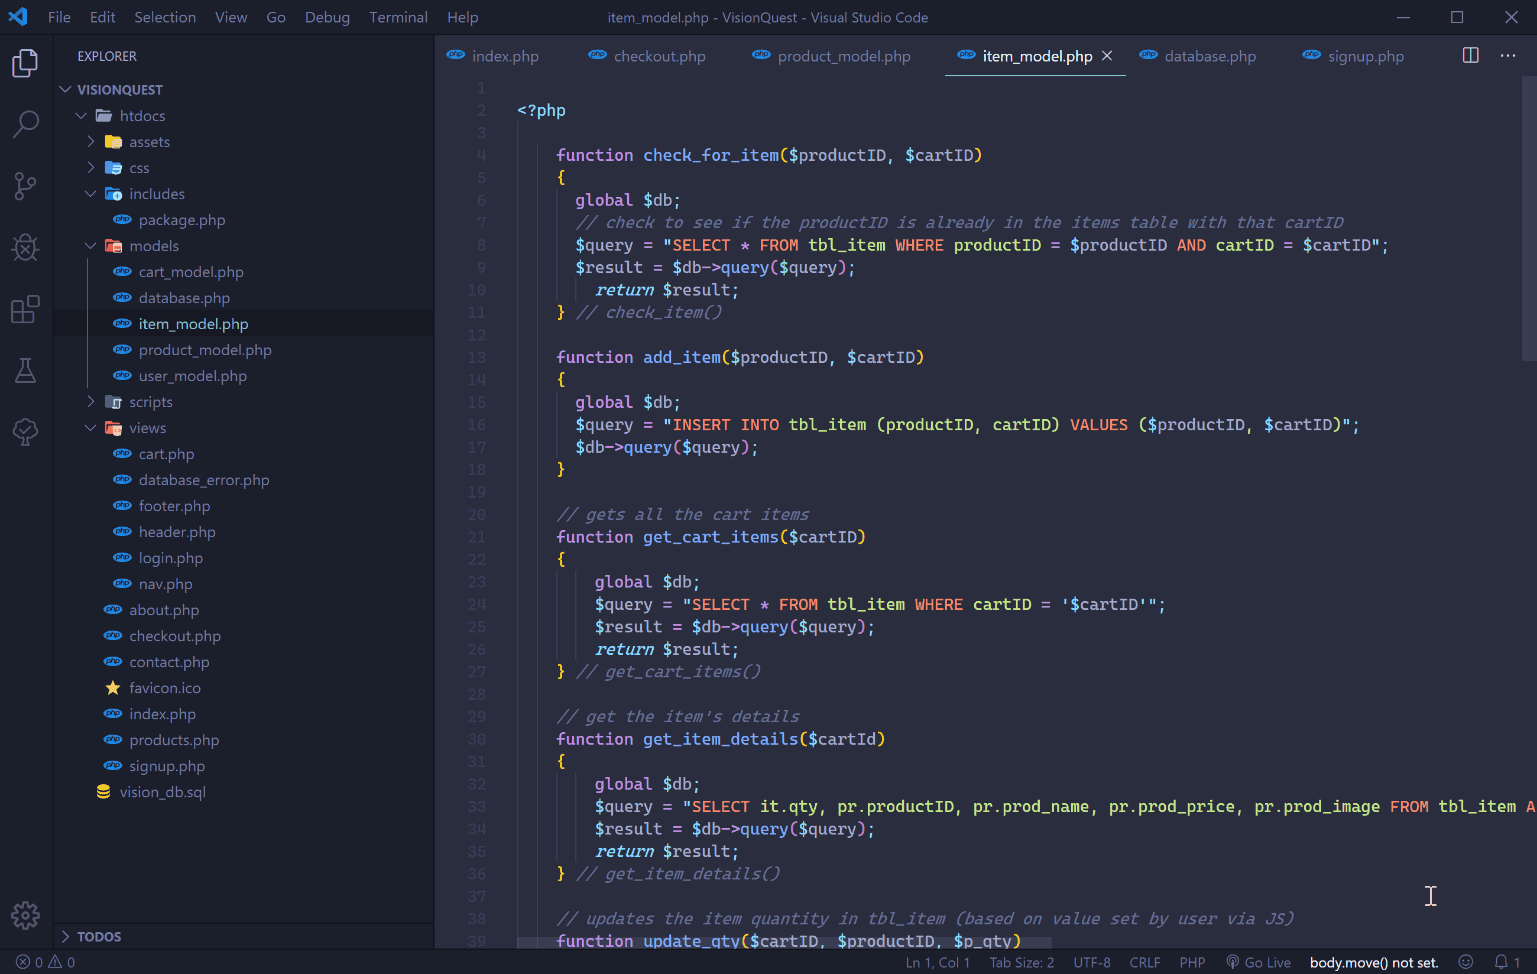 File Edit Selection View Go Debug Terminal Help
item_model.php - VisionQuest - Visual Studio Code
EXPLORER
VISIONQUEST
htdocs
assets
css
includes
package.php
models
cart_model.php
database.php
item_model.php
product_model.php
user_model.php
scripts
views
cart.php
database_error.php
footer.php
header.php
login.php
nav.php
about.php
checkout.php
contact.php
favicon.ico
index.php
products.php
signup.php
vision_db.sql
TODOS
index.php checkout.php product_model.php item_model.php database.php signup.php
1
2 <?php
3
4 function check_for_item($productID, $cartID)
5 {
6 global $db;
7 // check to see if the productID is already in the items table with that cartID
8 $query = "SELECT * FROM tbl_item WHERE productID = $productID AND cartID = $cartID";
9 $result = $db->query($query);
10 return $result;
11 } // check_item()
12
13 function add_item($productID, $cartID)
14 {
15 global $db;
16 $query = "INSERT INTO tbl_item (productID, cartID) VALUES ($productID, $cartID)";
17 $db->query($query);
18 }
19
20 // gets all the cart items
21 function get_cart_items($cartID)
22 {
23 global $db;
24 $query = "SELECT * FROM tbl_item WHERE cartID = '$cartID'";
25 $result = $db->query($query);
26 return $result;
27 } // get_cart_items()
28
29 // get the item's details
30 function get_item_details($cartId)
31 {
32 global $db;
33 $query = "SELECT it.qty, pr.productID, pr.prod_name, pr.prod_price, pr.prod_image FROM tbl_item A
34 $result = $db->query($query);
35 return $result;
36 } // get_item_details()
37
38 // updates the item quantity in tbl_item (based on value set by user via JS)
39 function update_qty($cartID, $productID, $p_qty)
0 0 Ln 1, Col 1 Tab Size: 2 UTF-8 CRLF PHP Go Live body.move() not set. 1